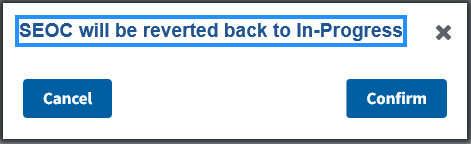 SEOC will be reverted back to In-Progress
Cancel
Confirm